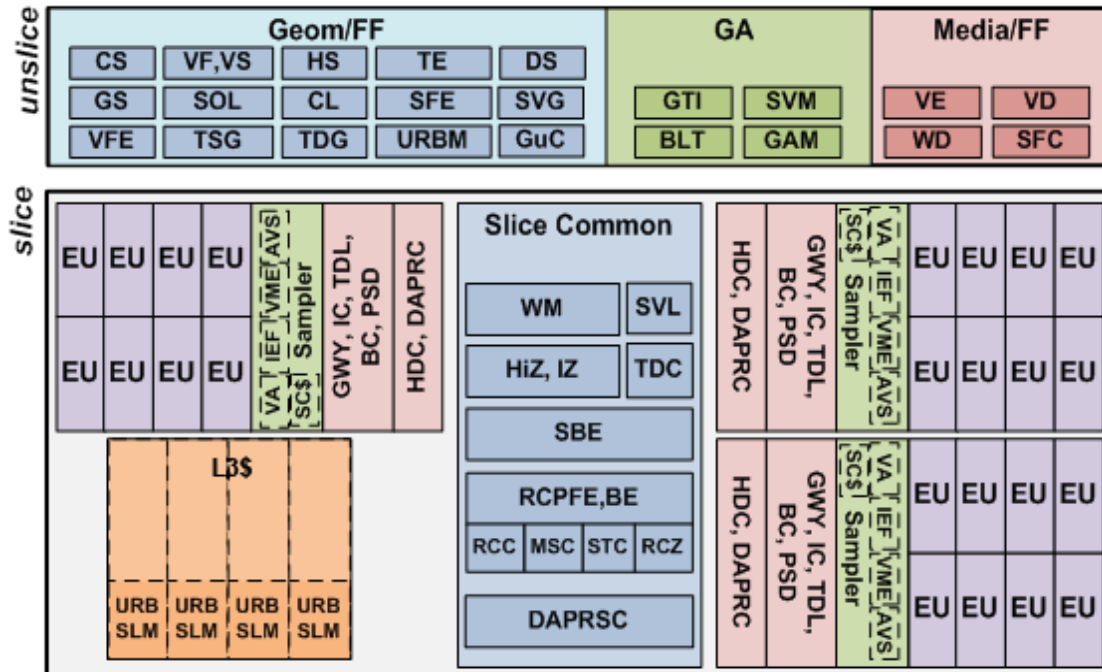 unslice
Geom/FF
CS VF,VS HS TE DS
GS SOL CL SFE SVG
VFE TSG TDG URBM GuC
GA
GTI SVM
BLT GAM
Media/FF
VE VD
WD SFC
slice
EU EU EU EU
EU EU EU EU
VA IEF VME AVS
SC$ Sampler
GWY, IC, TDL,
BC, PSD
HDC, DAPRC
L3$
URB URB URB URB
SLM SLM SLM SLM
Slice Common
WM SVL
HiZ, IZ TDC
SBE
RCPFE,BE
RCC MSC STC RCZ
DAPRSC
HDC, DAPRC
GWY, IC, TDL,
BC, PSD
SC$ Sampler
VA IEF VME AVS
EU EU EU EU
EU EU EU EU
HDC, DAPRC
GWY, IC, TDL,
BC, PSD
SC$ Sampler
VA IEF VME AVS
EU EU EU EU
EU EU EU EU